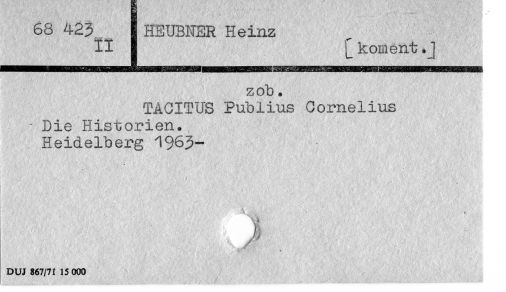 68 423
II
HEUBNER Heinz
[koment.]
zob.
TACITUS Publius Cornelius
Die Historien.
Heidelberg 1963-
DUJ 867/71 15 000